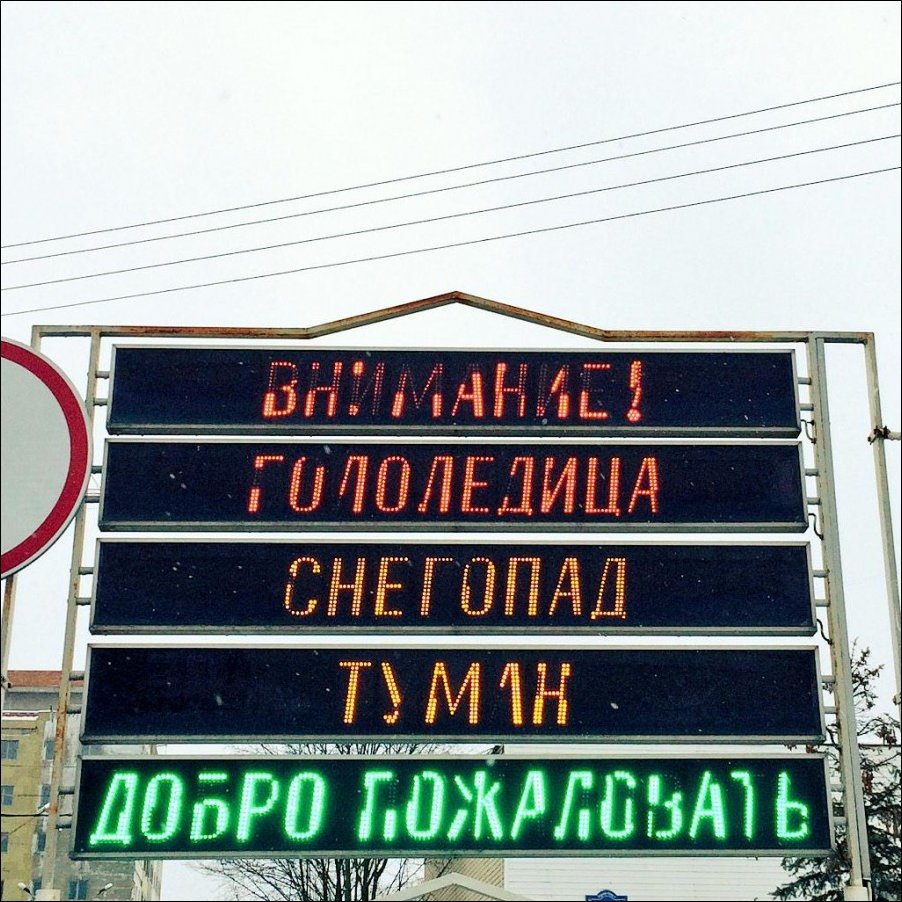 ВНИМАНИЕ!
ГОЛОЛЕДИЦА
СНЕГОПАД
ТУМАН
ДОБРО ПОЖАЛОВАТЬ